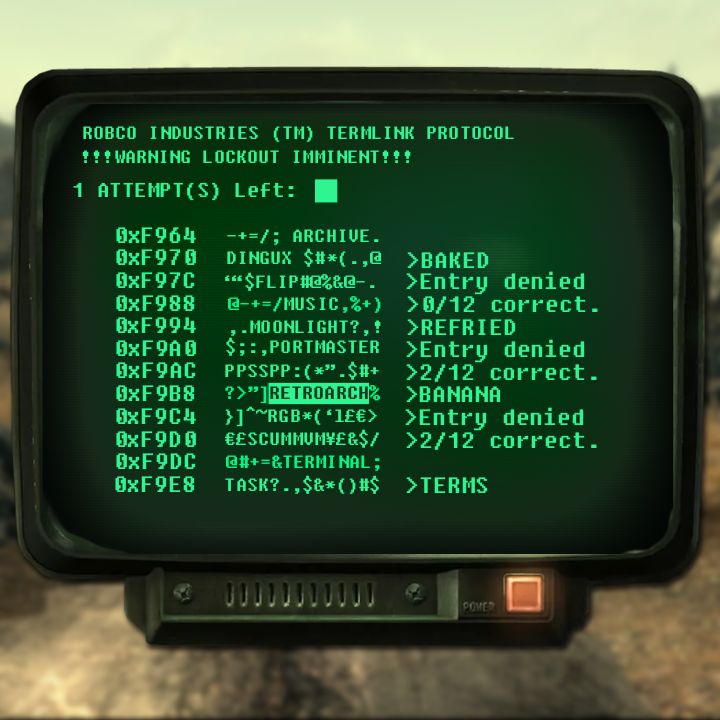 ROBCO INDUSTRIES (TM) TERMLINK PROTOCOL
!!!WARNING LOCKOUT IMMINENT!!!
1 ATTEMPT(S) Left:
0xF964 -+=/; ARCHIVE.
0xF970 DINGUX $#*(.,@ >BAKED
0xF97C ““$FLIP#@%&@-. >Entry denied
0xF988 @-+=/MUSIC,%+) >0/12 correct.
0xF994 ,.MOONLIGHT?,! >REFRIED
0xF9A0 $;:,PORTMASTER >Entry denied
0xF9AC PPSSPP:(*”.$#+ >2/12 correct.
0xF9B8 ?>”]RETROARCH% >BANANA
0xF9C4 }]^~RGB*(‘1£€> >Entry denied
0xF9D0 €£SCUMMVM¥£&$/ >2/12 correct.
0xF9DC @#+=&TERMINAL;
0xF9E8 TASK?.,$&*()#$ >TERMS
POWER